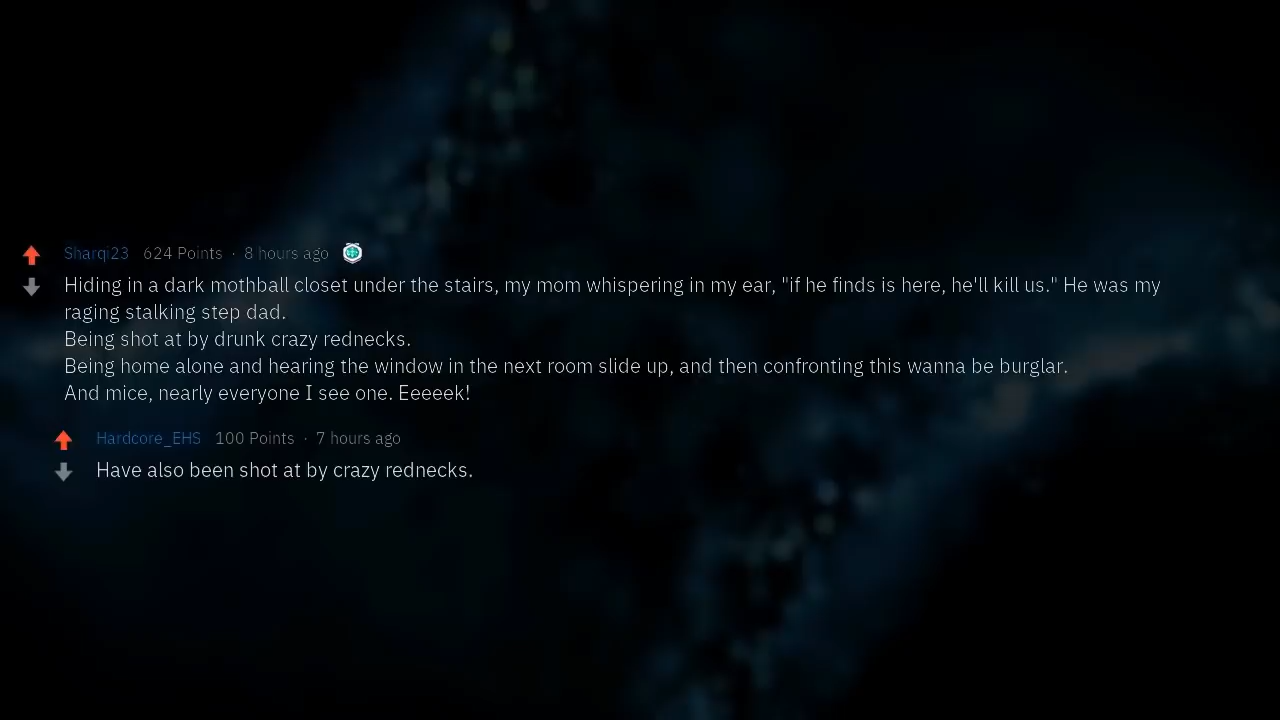 Sharqi23 624 Points · 8 hours ago
Hiding in a dark mothball closet under the stairs, my mom whispering in my ear, "if he finds is here, he'll kill us." He was my
raging stalking step dad.
Being shot at by drunk crazy rednecks.
Being home alone and hearing the window in the next room slide up, and then confronting this wanna be burglar.
And mice, nearly everyone I see one. Eeeeek!
Hardcore_EHS 100 Points · 7 hours ago
Have also been shot at by crazy rednecks.